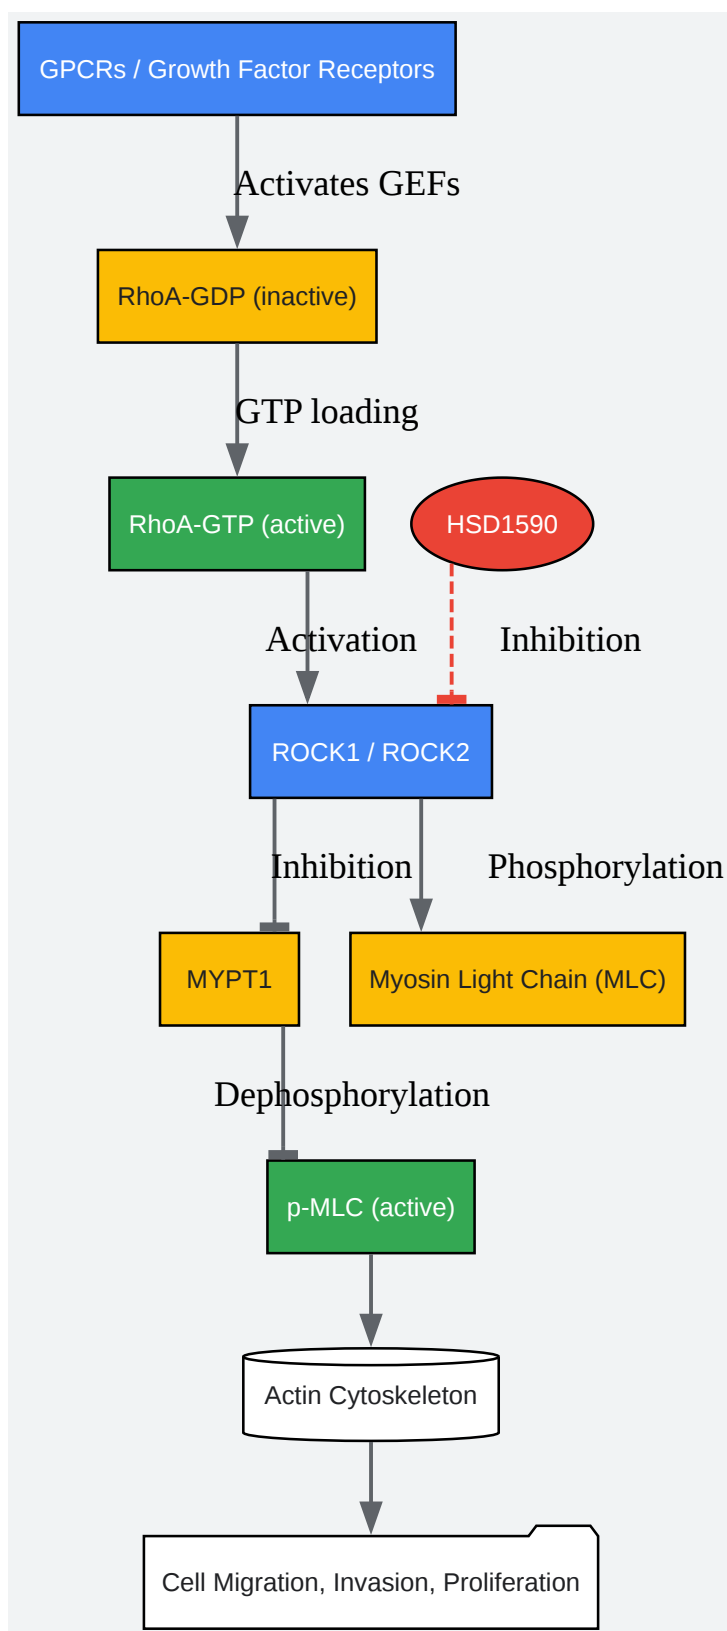 GPCRs / Growth Factor Receptors
Activates GEFs
RhoA-GDP (inactive)
GTP loading
RhoA-GTP (active)
HSD1590
Activation
Inhibition
ROCK1 / ROCK2
Inhibition
Phosphorylation
MYPT1
Myosin Light Chain (MLC)
Dephosphorylation
p-MLC (active)
Actin Cytoskeleton
Cell Migration, Invasion, Proliferation